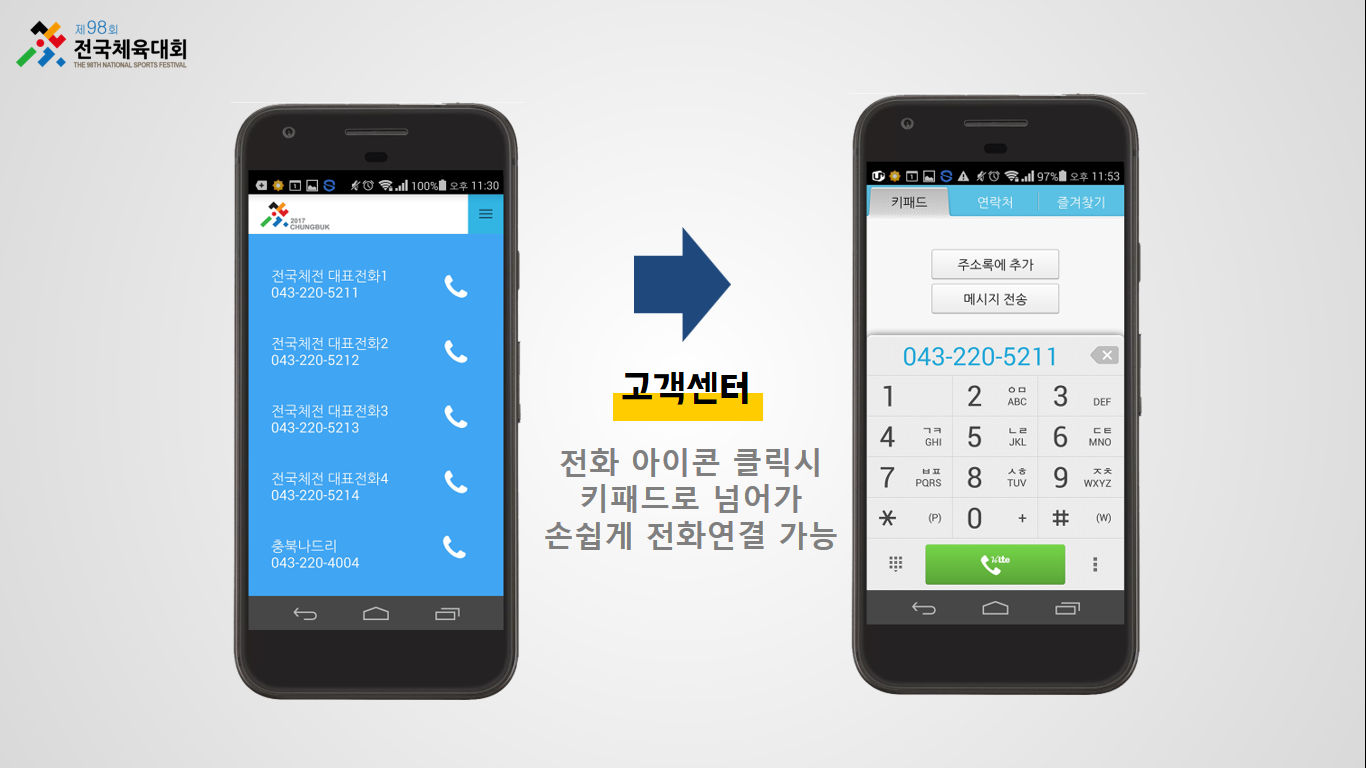 제98회
전국체육대회
THE 98TH NATIONAL SPORTS FESTIVAL
100% 오후 11:30
2017
CHUNGBUK
전국체전 대표전화1
043-220-5211
전국체전 대표전화2
043-220-5212
전국체전 대표전화3
043-220-5213
전국체전 대표전화4
043-220-5214
충북나드리
043-220-4004
고객센터
전화 아이콘 클릭시
키패드로 넘어가
손쉽게 전화연결 가능
97% 오후 11:53
키패드 연락처 즐겨찾기
주소록에 추가
메시지 전송
043-220-5211
1 2 ㅇㅁ ABC 3 DEF
4 ㄱㅋ GHI 5 ㄴㄹ JKL 6 ㄷㅌ MNO
7 ㅂㅍ PQRS 8 ㅅㅎ TUV 9 ㅈㅊ WXYZ
* (P) 0 + # (W)